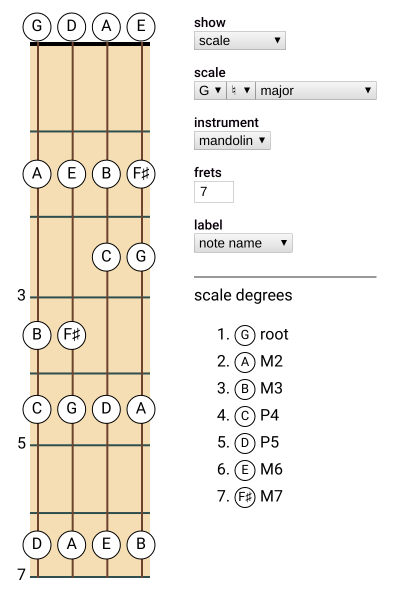 G D A E
A E B F♯
C G
3
B F♯
C G D A
5
D A E B
7
show
scale
scale
G ♮ major
instrument
mandolin
frets
7
label
note name
scale degrees
1. G root
2. A M2
3. B M3
4. C P4
5. D P5
6. E M6
7. F♯ M7